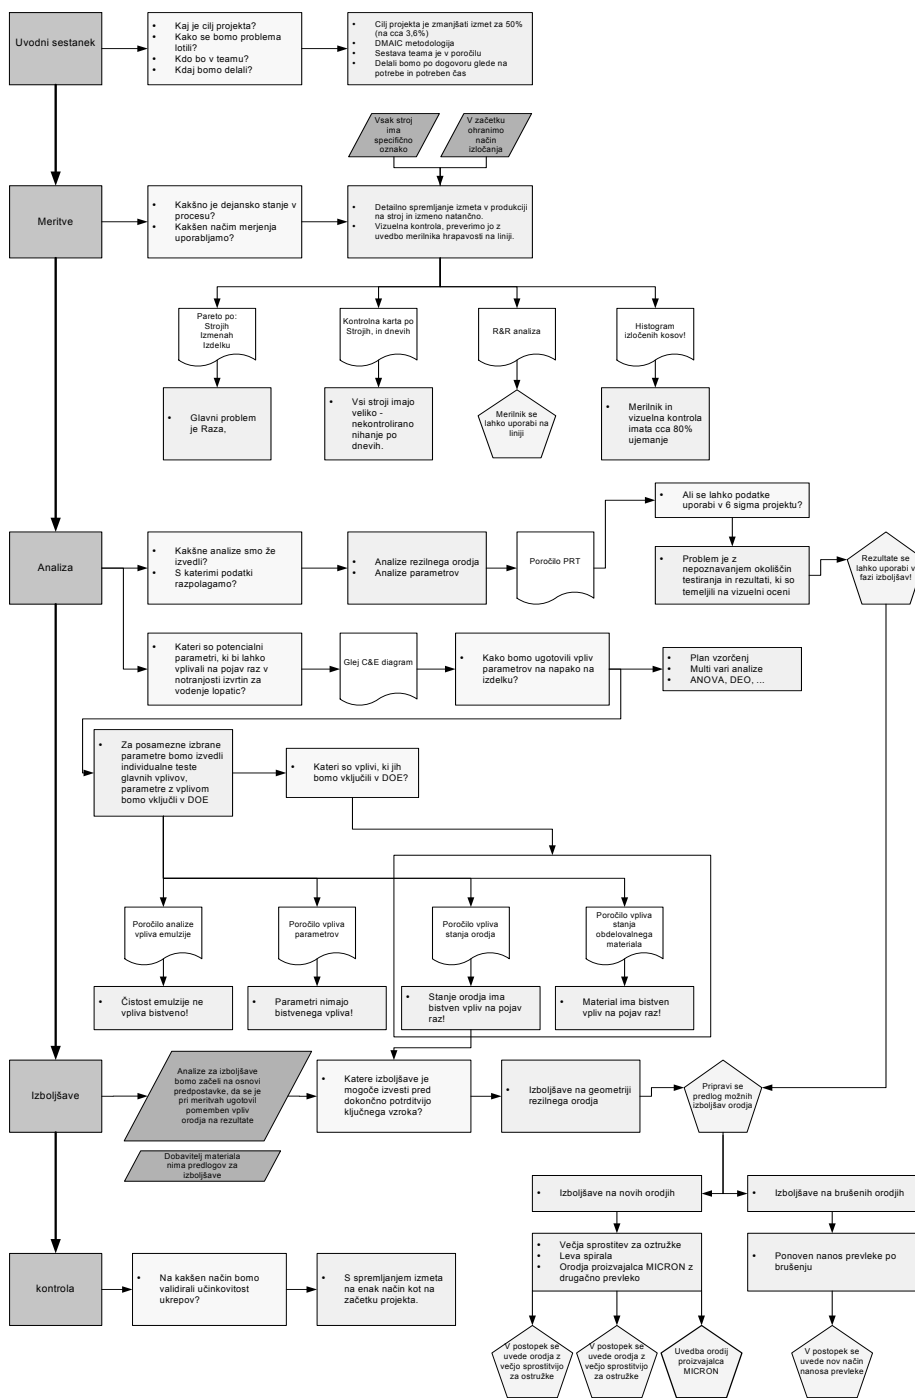 Uvodni sestanek
• Kaj je cilj projekta?
• Kako se bomo problema
lotili?
• Kdo bo v teamu?
• Kdaj bomo delali?
• Cilj projekta je zmanjšati izmet za 50%
(na cca 3,6%)
• DMAIC metodologija
• Sestava teama je v poročilu
• Delali bomo po dogovoru glede na
potrebe in potreben čas
Vsak stroj
ima
specifično
oznako
V začetku
ohranimo
način
izločanja
Meritve
• Kakšno je dejansko stanje v
procesu?
• Kakšen načim merjenja
uporabljamo?
• Detailno spremljanje izmeta v produkciji
na stroj in izmeno natančno.
• Vizuelna kontrola, preverimo jo z
uvedbo merilnika hrapavosti na liniji.
Pareto po:
Strojih
Izmenah
Izdelku
Kontrolna karta po
Strojih, in dnevih
R&R analiza
Histogram
izločenih kosov!
• Glavni problem
je Raza,
• Vsi stroji imajo
veliko -
nekontrolirano
nihanje po
dnevih.
Merilnik se
lahko uporabi na
liniji
• Merilnik in
vizuelna kontrola
imata cca 80%
ujemanje
• Ali se lahko podatke
uporabi v 6 sigma projektu?
Analiza
• Kakšne analize smo že
izvedli?
• S katerimi podatki
razpolagamo?
• Analize rezilnega orodja
• Analize parametrov
Poročilo PRT
• Problem je z
nepoznavanjem okoliščin
testiranja in rezultati, ki so
temeljili na vizuelni oceni
Rezultate se
lahko uporabi v
fazi izboljšav!
• Kateri so potencialni
parametri, ki bi lahko
vplivali na pojav raz v
notranjosti izvrtin za
vodenje lopatic?
Glej C&E diagram
• Kako bomo ugotovili vpliv
parametrov na napako na
izdelku?
• Plan vzorčenj
• Multi vari analize
• ANOVA, DEO, ...
• Za posamezne izbrane
parametre bomo izvedli
individualne teste
glavnih vplivov,
parametre z vplivom
bomo vključli v DOE
• Kateri so vplivi, ki jih
bomo vključili v DOE?
Poročilo analize
vpliva emulzije
Poročilo vpliva
parametrov
Poročilo vpliva
stanja orodja
Poročilo vpliva
stanja
obdelovalnega
materiala
• Čistost emulzije ne
vpliva bistveno!
• Parametri nimajo
bistvenega vpliva!
• Stanje orodja ima
bistven vpliv na pojav
raz!
• Material ima bistven
vpliv na pojav raz!
Izboljšave
Analize za izboljšave
bomo začeli na osnovi
predpostavke, da se je
pri meritvah ugotovil
pomemben vpliv
orodja na rezultate
• Katere izboljšave je
mogoče izvesti pred
dokončno potrditvijo
ključnega vzroka?
• Izboljšave na geometriji
rezilnega orodja
Pripravi se
predlog možnih
izboljšav orodja
Dobavitelj materiala
nima predlogov za
izboljšave
• Izboljšave na novih orodjih
• Izboljšave na brušenih orodjih
• Večja sprostitev za oztružke
• Leva spirala
• Orodja proizvajalca MICRON z
drugačno prevleko
• Ponoven nanos prevleke po
brušenju
kontrola
• Na kakšen način bomo
validirali učinkovitost
ukrepov?
• S spremljanjem izmeta
na enak način kot na
začetku projekta.
V postopek se
uvede orodja z
večjo sprostitvijo
za ostružke
V postopek se
uvede orodja z
večjo sprostitvijo
za ostružke
Uvedba orodij
proizvajalca
MICRON
V postopek se
uvede nov način
nanosa prevleke